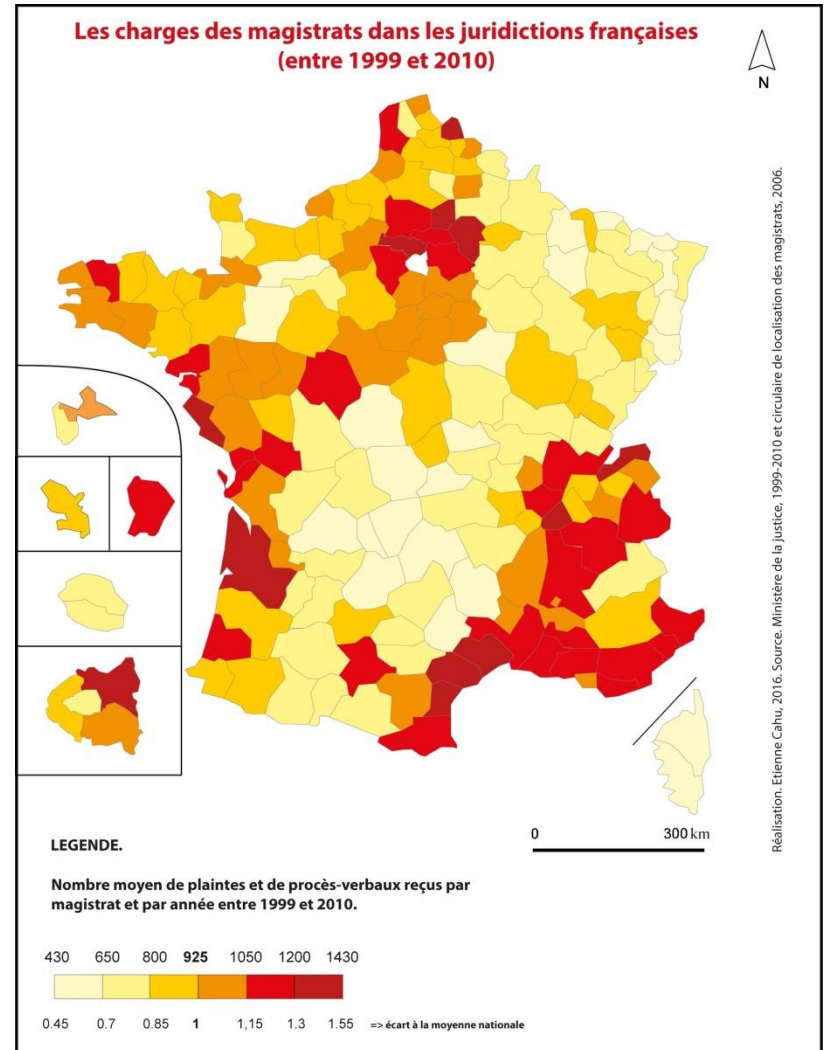 Les charges des magistrats dans les juridictions françaises
(entre 1999 et 2010)
N
Réalisation. Etienne Cahu, 2016. Source. Ministère de la justice, 1999-2010 et circulaire de localisation des magistrats, 2006.
0 300 km
LEGENDE.
Nombre moyen de plaintes et de procès-verbaux reçus par
magistrat et par année entre 1999 et 2010.
430 650 800 925 1050 1200 1430
0.45 0.7 0.85 1 1,15 1.3 1.55 => écart à la moyenne nationale